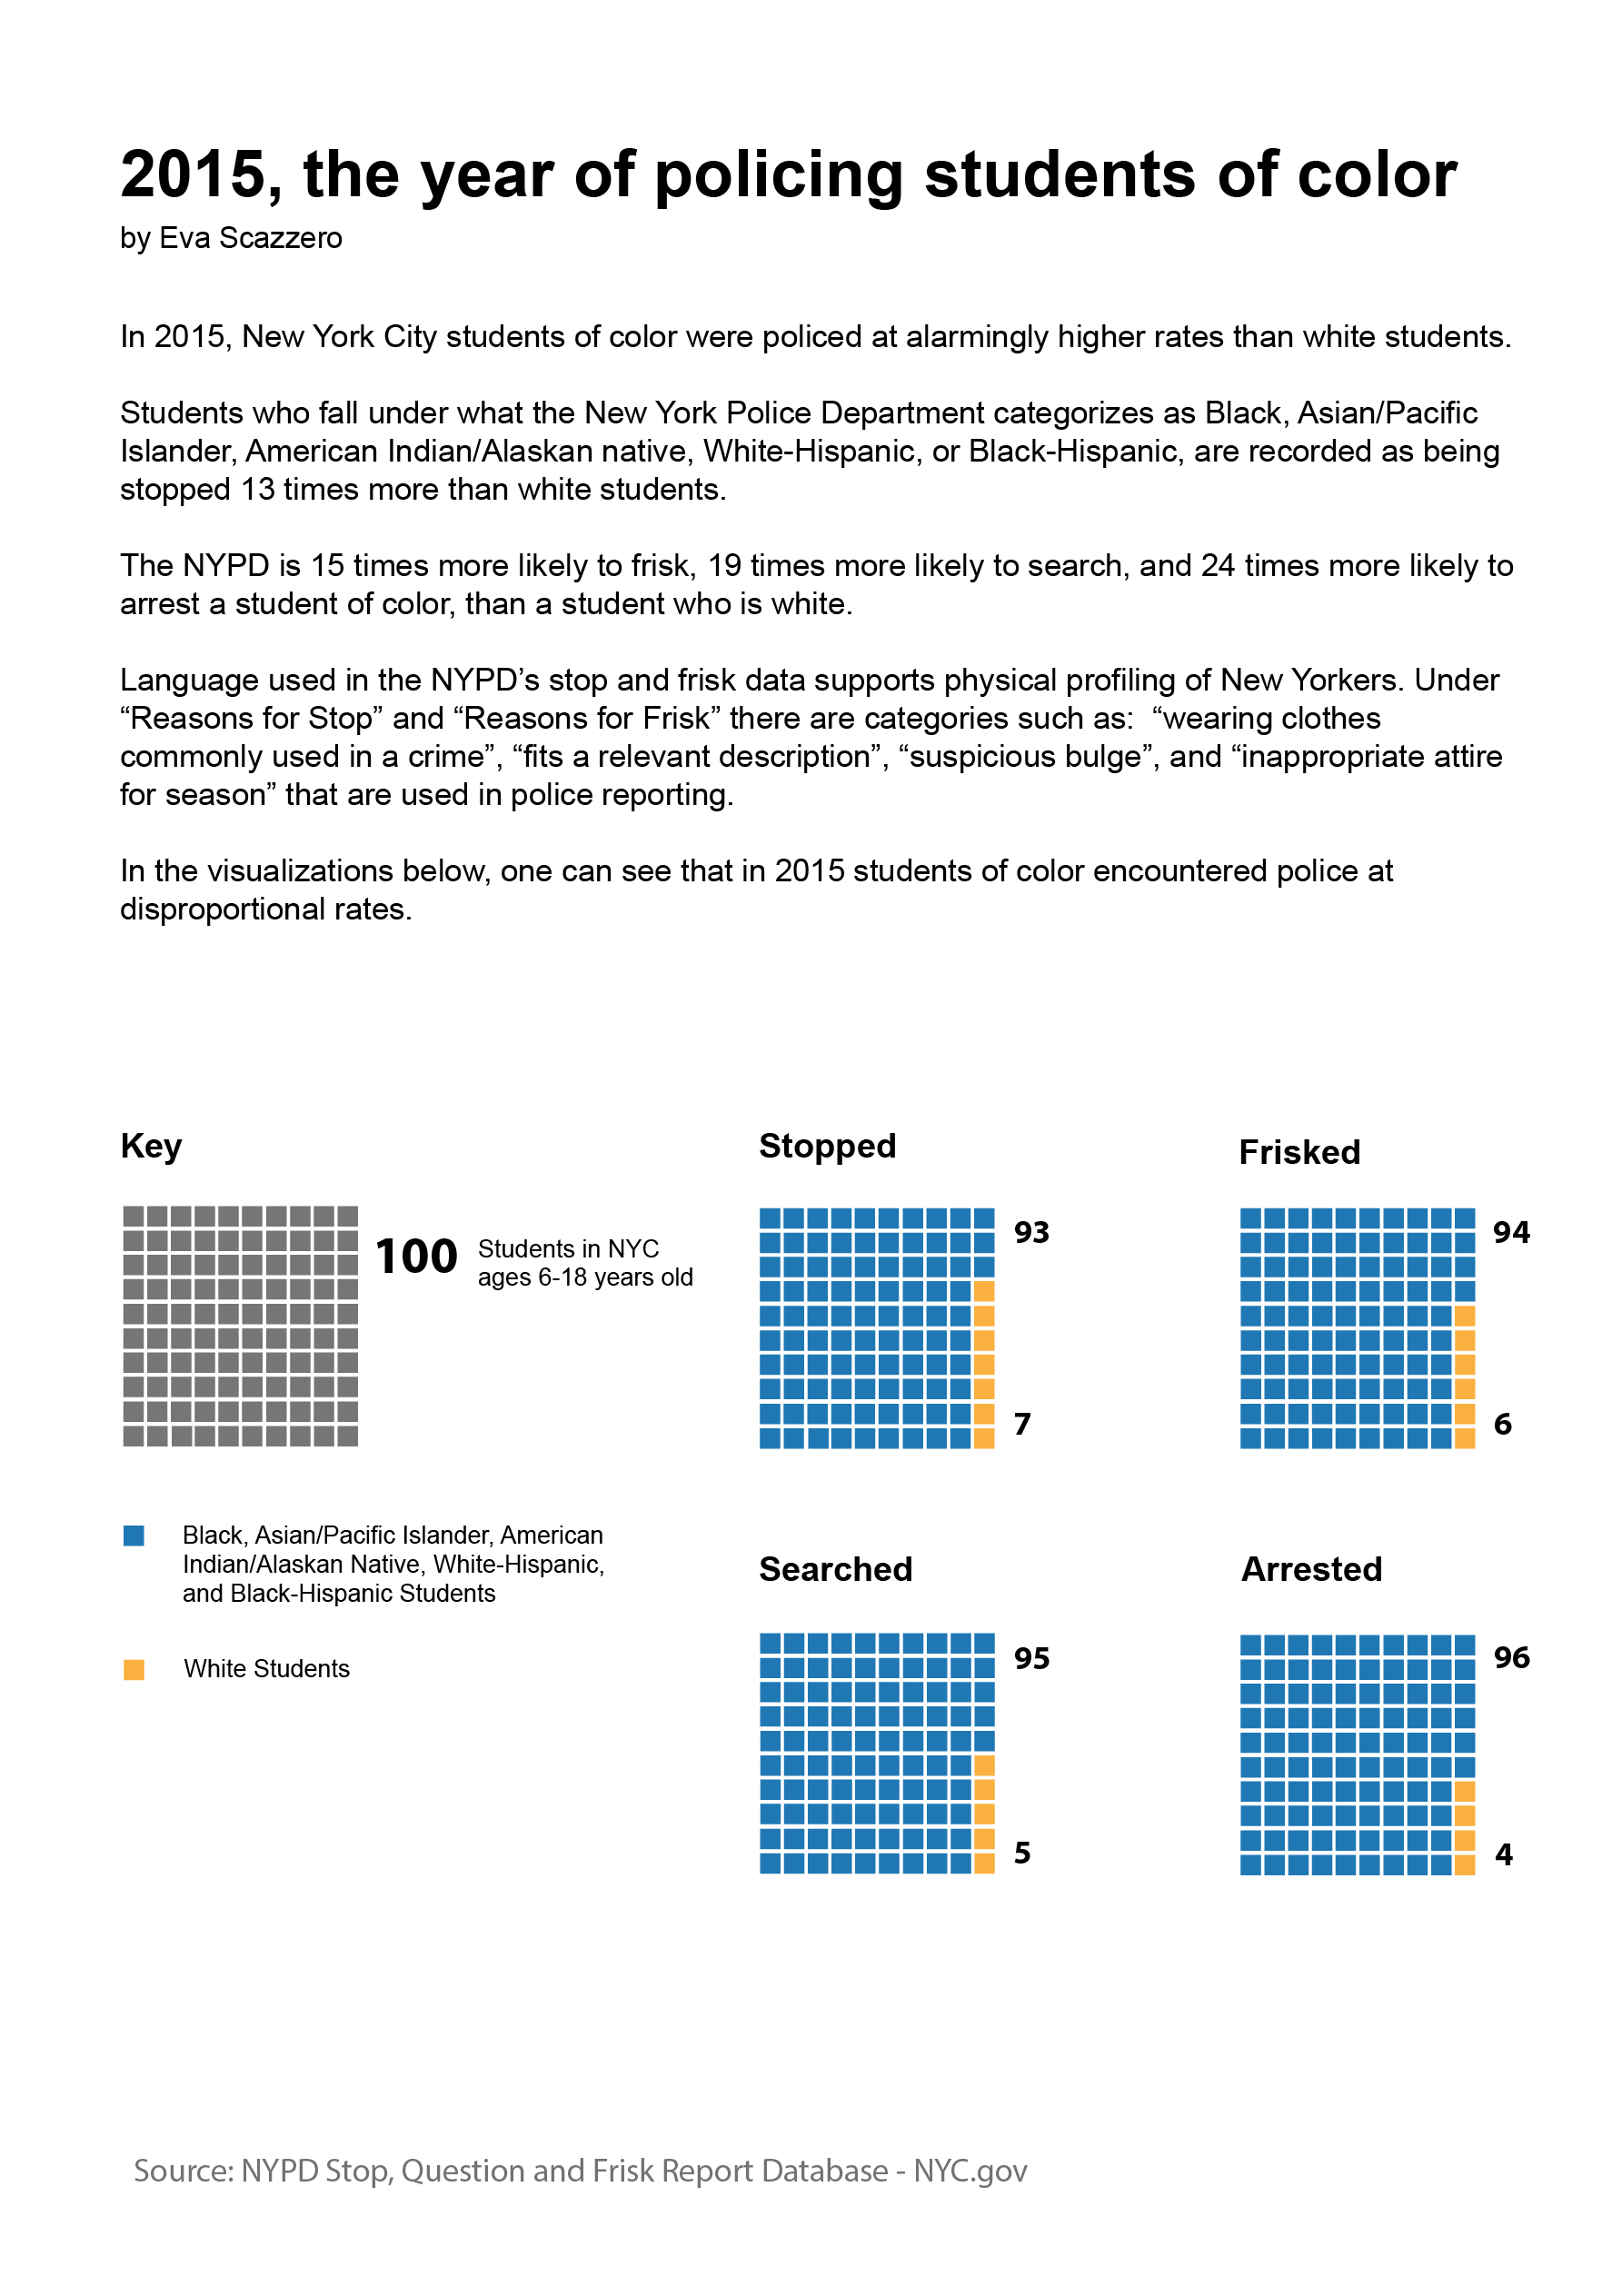 2015, the year of policing students of color
by Eva Scazzero
In 2015, New York City students of color were policed at alarmingly higher rates than white students.
Students who fall under what the New York Police Department categorizes as Black, Asian/Pacific
Islander, American Indian/Alaskan native, White-Hispanic, or Black-Hispanic, are recorded as being
stopped 13 times more than white students.
The NYPD is 15 times more likely to frisk, 19 times more likely to search, and 24 times more likely to
arrest a student of color, than a student who is white.
Language used in the NYPD’s stop and frisk data supports physical profiling of New Yorkers. Under
“Reasons for Stop” and “Reasons for Frisk” there are categories such as:  “wearing clothes
commonly used in a crime”, “fits a relevant description”, “suspicious bulge”, and “inappropriate attire
for season” that are used in police reporting.
In the visualizations below, one can see that in 2015 students of color encountered police at
disproportional rates.
Key
100
Students in NYC
ages 6-18 years old
Black, Asian/Pacific Islander, American
Indian/Alaskan Native, White-Hispanic,
and Black-Hispanic Students
White Students
Stopped
93
7
Frisked
94
6
Searched
95
5
Arrested
96
4
Source: NYPD Stop, Question and Frisk Report Database - NYC.gov